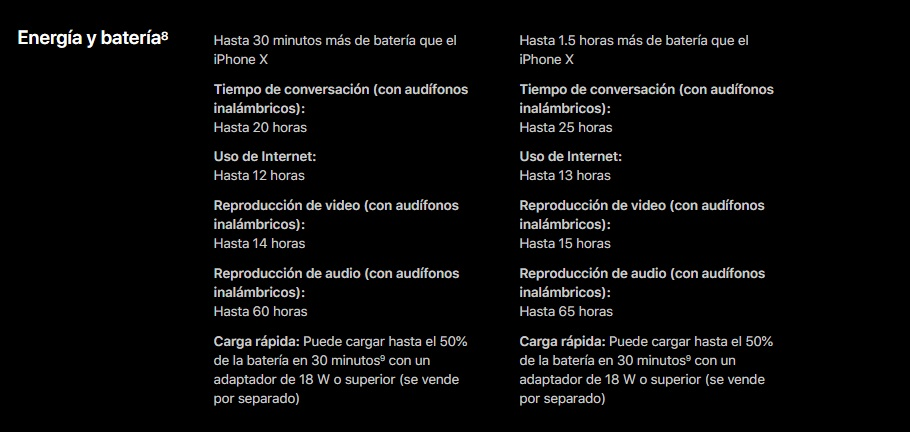 Energía y batería⁸
Hasta 30 minutos más de batería que el
iPhone X
Tiempo de conversación (con audífonos
inalámbricos):
Hasta 20 horas
Uso de Internet:
Hasta 12 horas
Reproducción de video (con audífonos
inalámbricos):
Hasta 14 horas
Reproducción de audio (con audífonos
inalámbricos):
Hasta 60 horas
Carga rápida: Puede cargar hasta el 50%
de la batería en 30 minutos⁹ con un
adaptador de 18 W o superior (se vende
por separado)
Hasta 1.5 horas más de batería que el
iPhone X
Tiempo de conversación (con audífonos
inalámbricos):
Hasta 25 horas
Uso de Internet:
Hasta 13 horas
Reproducción de video (con audífonos
inalámbricos):
Hasta 15 horas
Reproducción de audio (con audífonos
inalámbricos):
Hasta 65 horas
Carga rápida: Puede cargar hasta el 50%
de la batería en 30 minutos⁹ con un
adaptador de 18 W o superior (se vende
por separado)